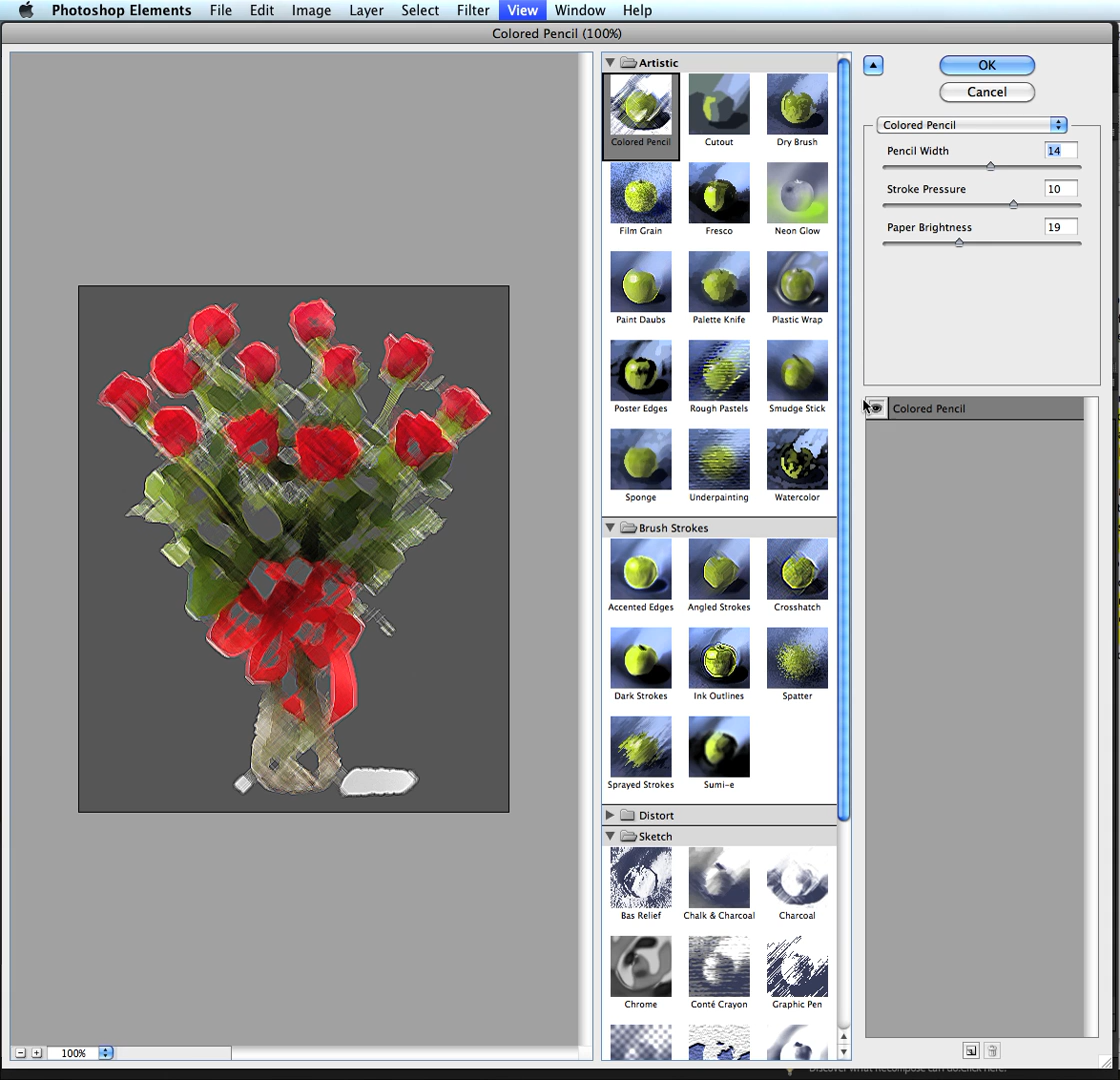 Photoshop Elements File Edit Image Layer Select Filter View Window Help
Colored Pencil (100%)
Artistic
Colored Pencil Cutout Dry Brush
Film Grain Fresco Neon Glow
Paint Daubs Palette Knife Plastic Wrap
Poster Edges Rough Pastels Smudge Stick
Sponge Underpainting Watercolor
Brush Strokes
Accented Edges Angled Strokes Crosshatch
Dark Strokes Ink Outlines Spatter
Sprayed Strokes Sumi-e
Distort
Sketch
Bas Relief Chalk & Charcoal Charcoal
Chrome Conté Crayon Graphic Pen
OK
Cancel
Colored Pencil
Pencil Width 14
Stroke Pressure 10
Paper Brightness 19
Colored Pencil
100%